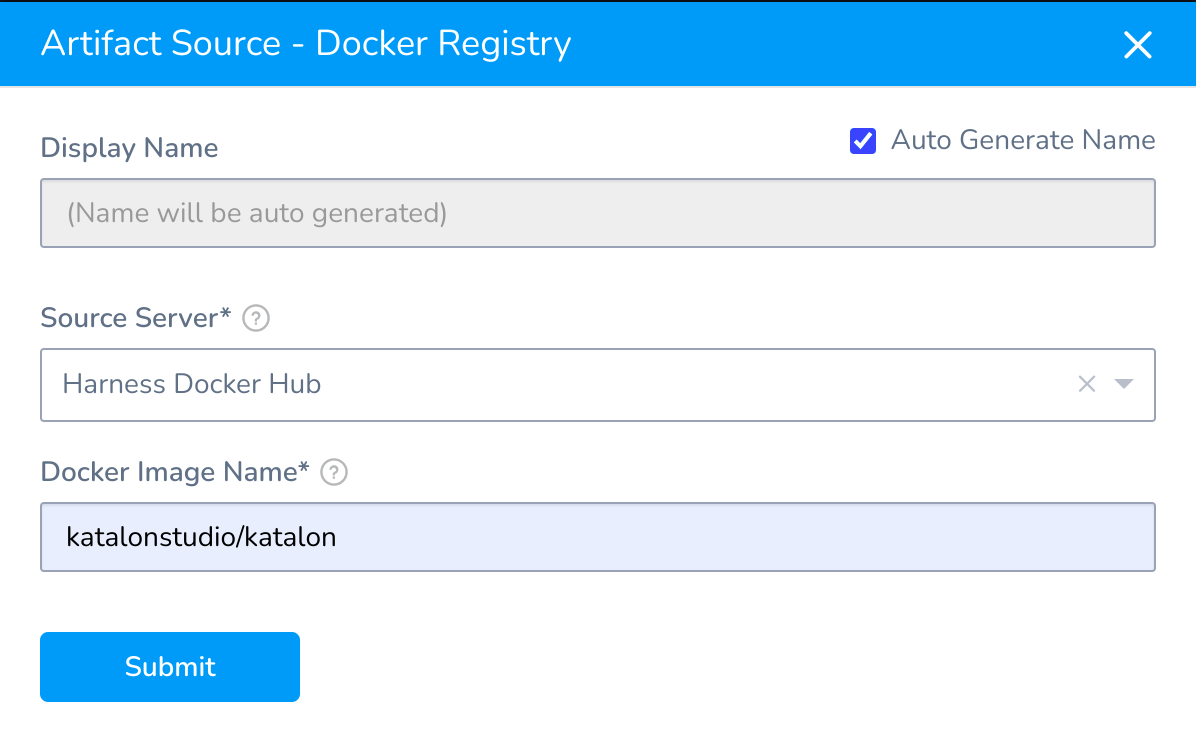 Artifact Source - Docker Registry
Display Name
Auto Generate Name
(Name will be auto generated)
Source Server* ?
Harness Docker Hub
Docker Image Name* ?
katalonstudio/katalon
Submit